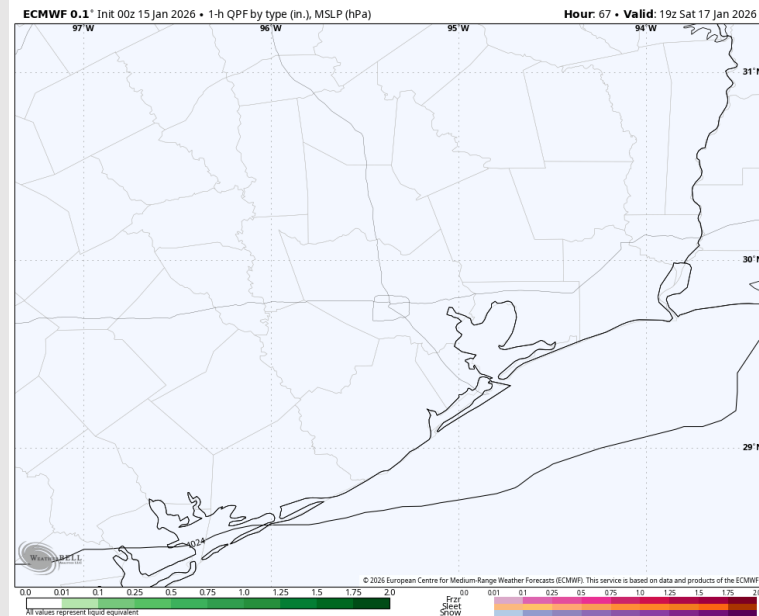 ECMWF 0.1° Init 00z 15 Jan 2026 • 1-h QPF by type (in.), MSLP (hPa) Hour: 67 • Valid: 19z Sat 17 Jan 2026
97°W 96°W 95°W 94°W
31°N
30°N
29°N
1024
WeatherBELL
© 2026 European Centre for Medium-Range Weather Forecasts (ECMWF). This service is based on data and products of the ECMWF
0.0 0.01 0.1 0.25 0.5 0.75 1.0 1.25 1.5 1.75 2.0
All values represent liquid equivalent
0.0 0.01 0.1 0.25 0.5 0.75 1.0 1.5 2.0
Frzr
Sleet
Snow